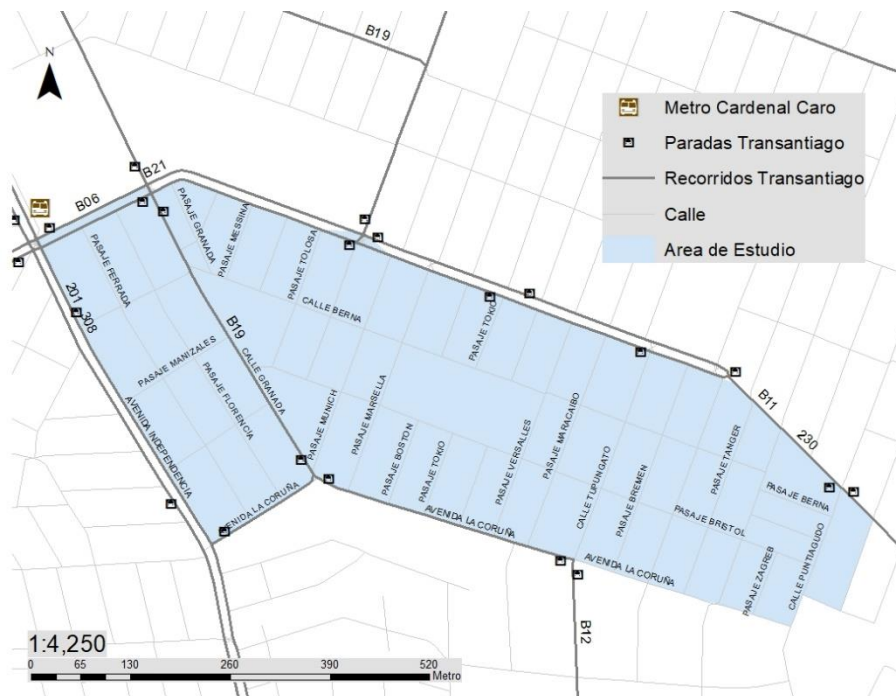 B19
N
Metro Cardenal Caro
Paradas Transantiago
Recorridos Transantiago
Calle
Area de Estudio
B21
B06
PASAJE GRANADA
PASAJE MESSINA
PASAJE FERRADA
PASAJE TOLOSA
CALLE BERNA
PASAJE TOKIO
201 308
B19
CALLE GRANADA
PASAJE MANIZALES
PASAJE FLORENCIA
AVENIDA INDEPENDENCIA
PASAJE MUNICH
PASAJE MARSELLA
PASAJE BOSTON
PASAJE TOKIO
PASAJE VERSALLES
PASAJE MARACAIBO
CALLE TUPUNGATO
PASAJE BREMEN
PASAJE TANGER
B11
230
PASAJE BERNA
PASAJE BRISTOL
PASAJE ZAGREB
CALLE PUNTIAGUDO
ENIDA LA CORUÑA
AVENIDA LA CORUÑA
AVENIDA LA CORUÑA
B12
1:4,250
0 65 130 260 390 520
Metro